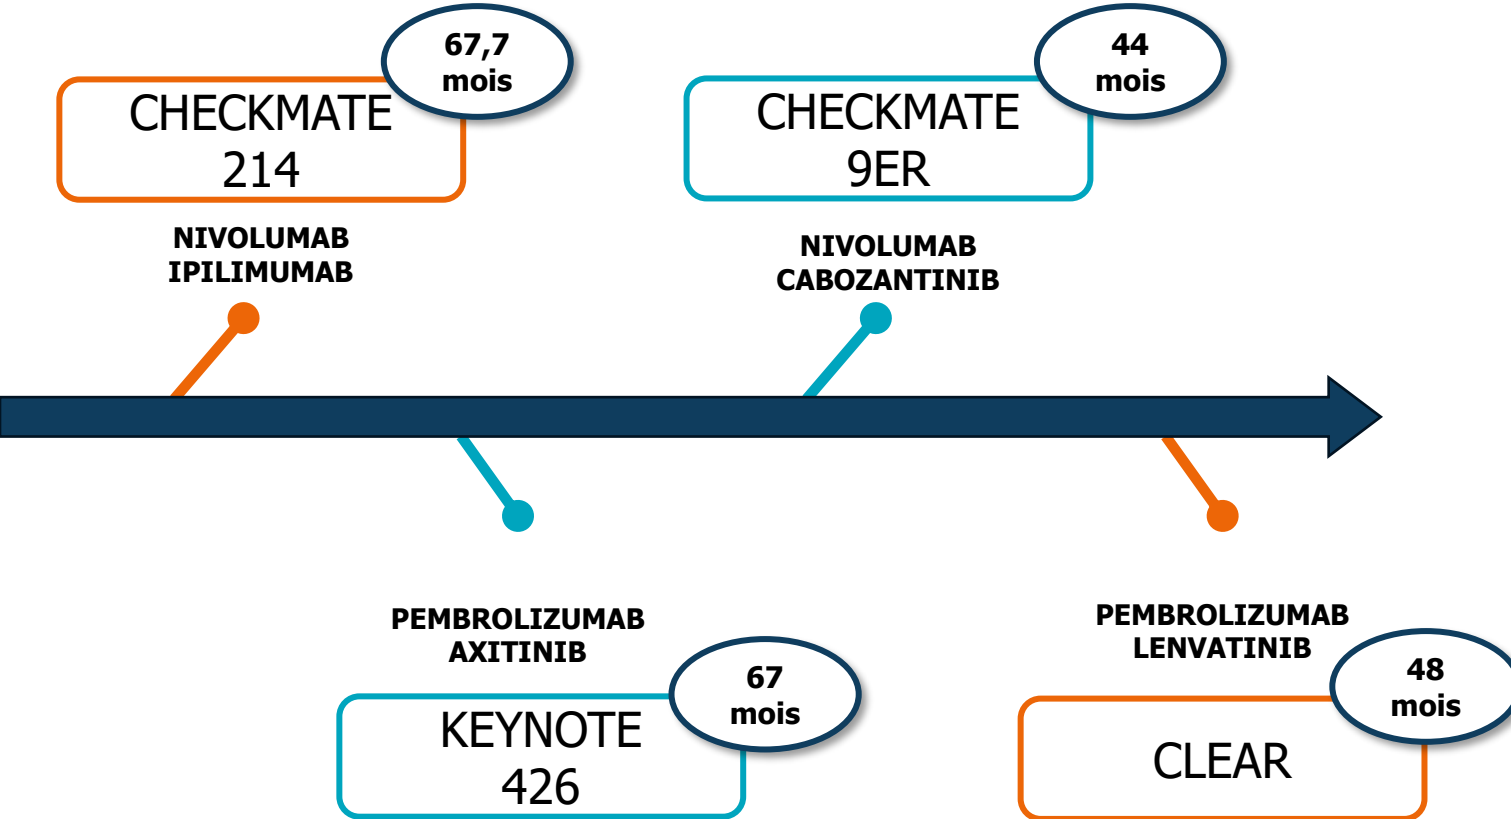 67,7
mois
CHECKMATE
214
NIVOLUMAB
IPILIMUMAB
44
mois
CHECKMATE
9ER
NIVOLUMAB
CABOZANTINIB
PEMBROLIZUMAB
AXITINIB
67
mois
KEYNOTE
426
PEMBROLIZUMAB
LENVATINIB
48
mois
CLEAR